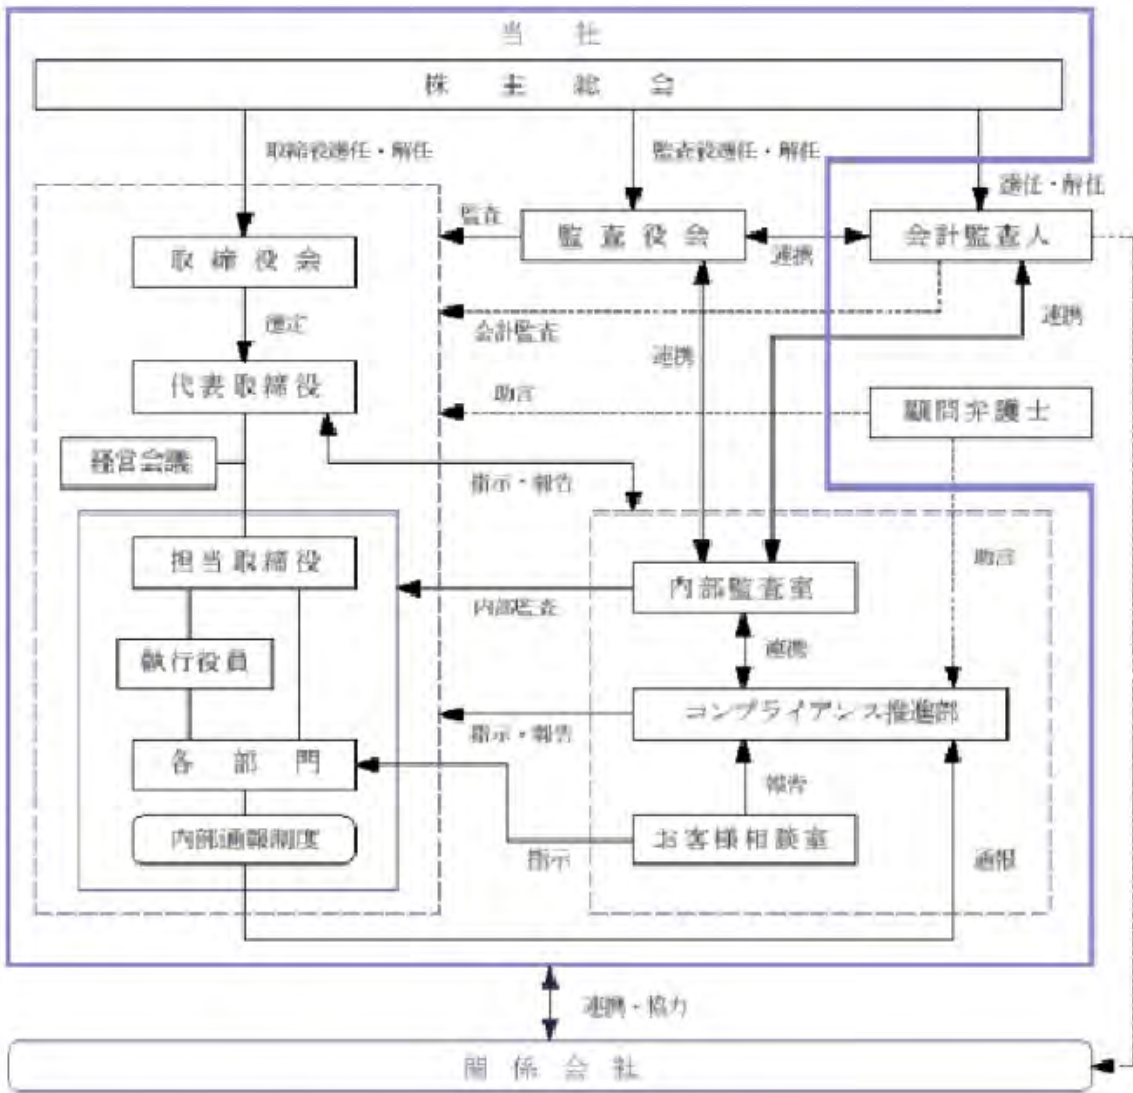 当社
株主総会
取締役選任・解任
監査役選任・解任
選任・解任
取締役会
監査
監査役会
連携
会計監査人
選定
会計監査
連携
連携
代表取締役
助言
顧問弁護士
経営会議
指示・報告
担当取締役
内部監査
内部監査室
助言
執行役員
連携
指示・報告
コンプライアンス推進部
各部門
報告
内部通報制度
指示
お客様相談室
通報
連携・協力
関係会社